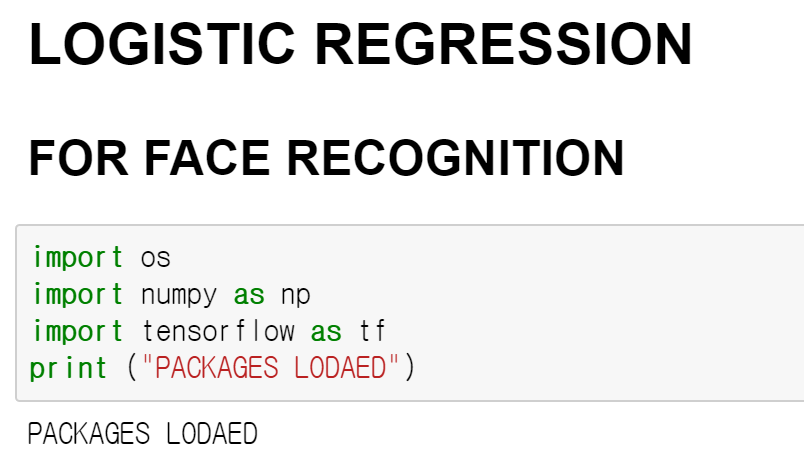 LOGISTIC REGRESSION
FOR FACE RECOGNITION
import os
import numpy as np
import tensorflow as tf
print ("PACKAGES LODAED")
PACKAGES LODAED